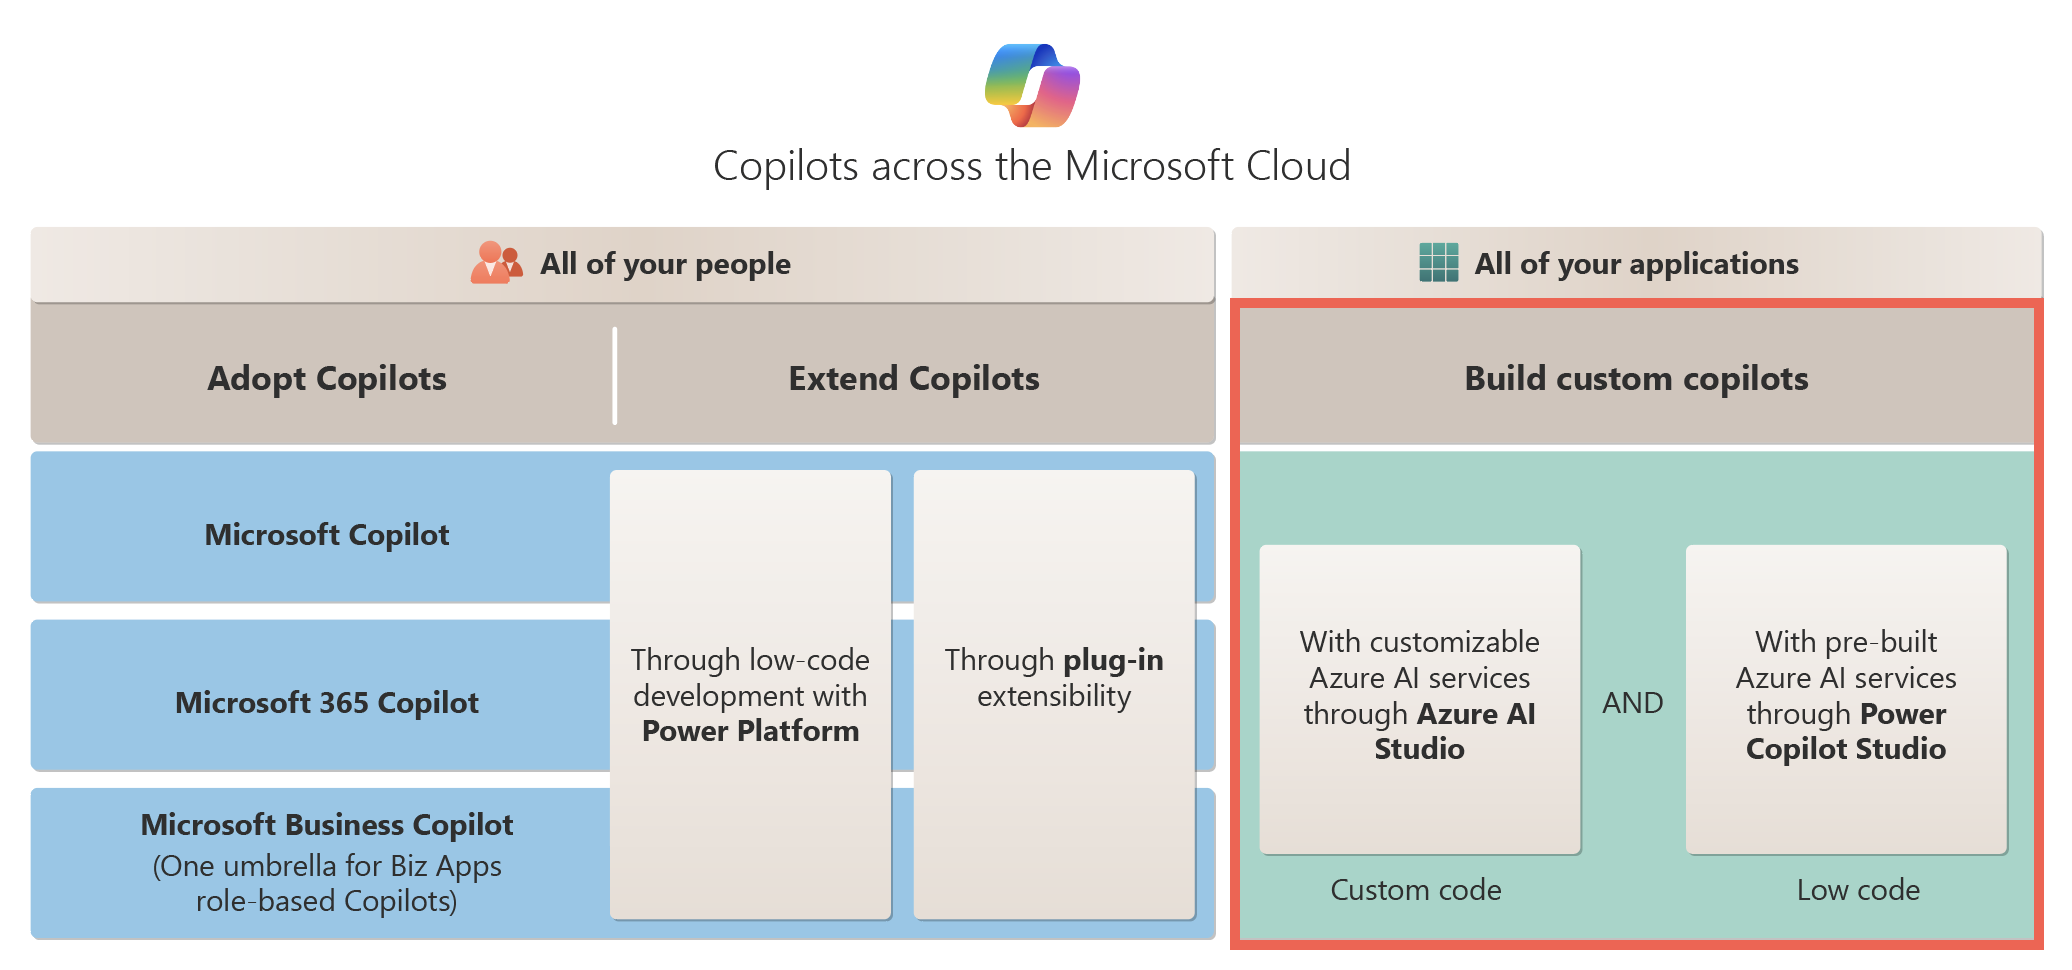 Copilots across the Microsoft Cloud
All of your people
All of your applications
Adopt Copilots
Extend Copilots
Build custom copilots
Microsoft Copilot
Microsoft 365 Copilot
Microsoft Business Copilot
(One umbrella for Biz Apps
role-based Copilots)
Through low-code
development with
Power Platform
Through plug-in
extensibility
With customizable
Azure AI services
through Azure AI
Studio
Custom code
AND
With pre-built
Azure AI services
through Power
Copilot Studio
Low code